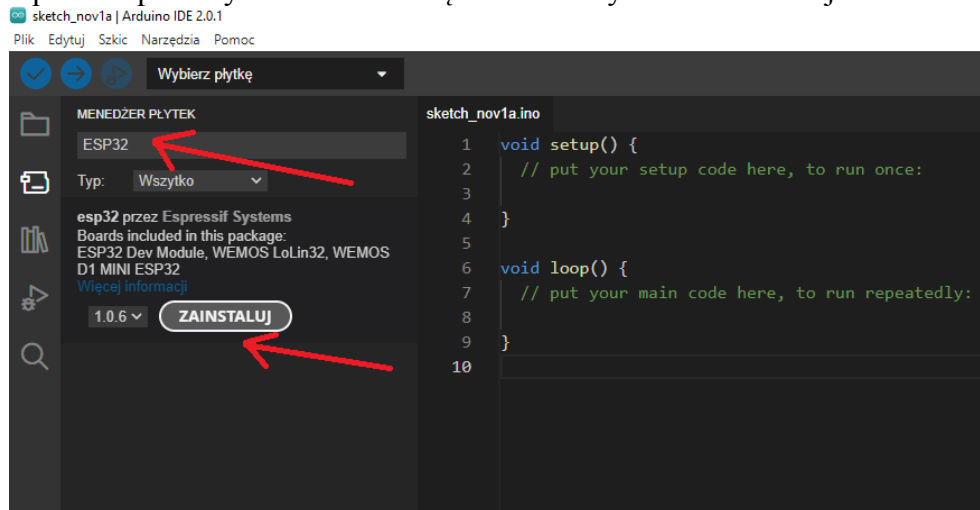 sketch_nov1a | Arduino IDE 2.0.1
Plik Edytuj Szkic Narzędzia Pomoc
Wybierz płytkę
MENEDŻER PŁYTEK
ESP32
Typ: Wszytko
esp32 przez Espressif Systems
Boards included in this package:
ESP32 Dev Module, WEMOS LoLin32, WEMOS
D1 MINI ESP32
Więcej informacji
1.0.6 ZAINSTALUJ
sketch_nov1a.ino
1 void setup() {
2 // put your setup code here, to run once:
3
4 }
5
6 void loop() {
7 // put your main code here, to run repeatedly:
8
9 }
10